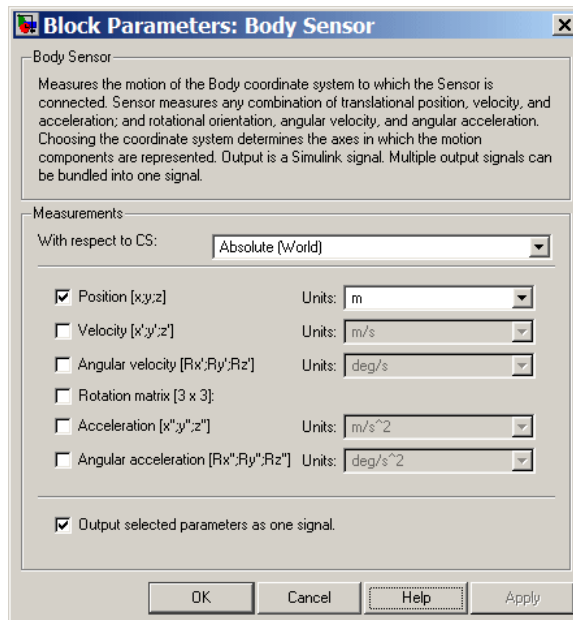 Block Parameters: Body Sensor
Body Sensor
Measures the motion of the Body coordinate system to which the Sensor is
connected. Sensor measures any combination of translational position, velocity, and
acceleration; and rotational orientation, angular velocity, and angular acceleration.
Choosing the coordinate system determines the axes in which the motion
components are represented. Output is a Simulink signal. Multiple output signals can
be bundled into one signal.
Measurements
With respect to CS: Absolute (World)
Position [x;y;z] Units: m
Velocity [x';y';z'] Units: m/s
Angular velocity [Rx';Ry';Rz'] Units: deg/s
Rotation matrix [3 x 3]:
Acceleration [x";y";z"] Units: m/s^2
Angular acceleration [Rx";Ry";Rz"] Units: deg/s^2
Output selected parameters as one signal.
OK Cancel Help Apply